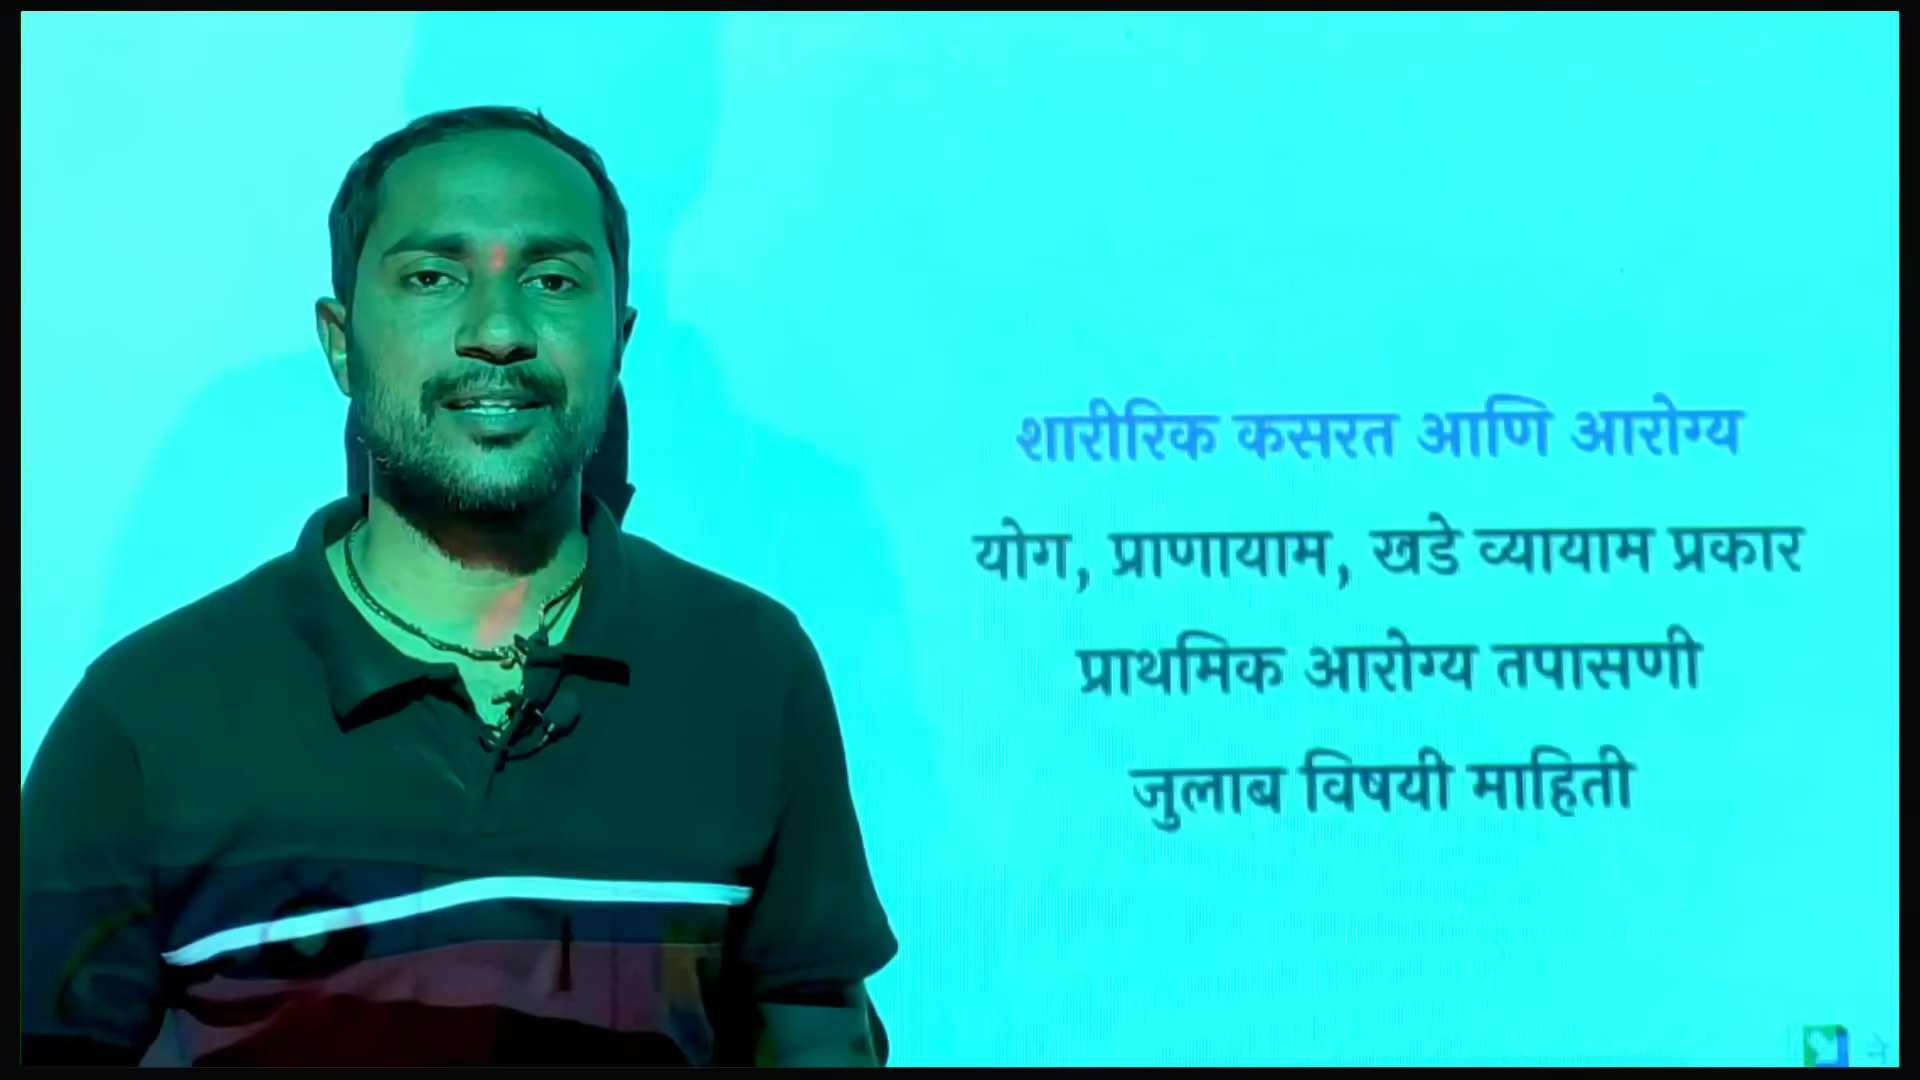 शारीरिक कसरत आणि आरोग्य
योग, प्राणायाम, खडे व्यायाम प्रकार
प्राथमिक आरोग्य तपासणी
जुलाब विषयी माहिती